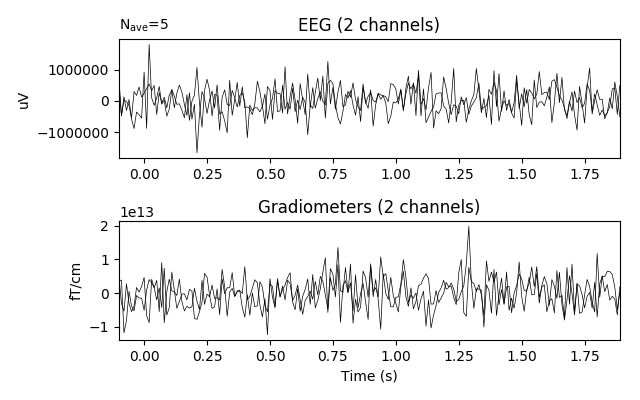 N_ave=5
EEG (2 channels)
uV
1000000
0
−1000000
0.00 0.25 0.50 0.75 1.00 1.25 1.50 1.75
1e13
Gradiometers (2 channels)
fT/cm
2
1
0
−1
0.00 0.25 0.50 0.75 1.00 1.25 1.50 1.75
Time (s)